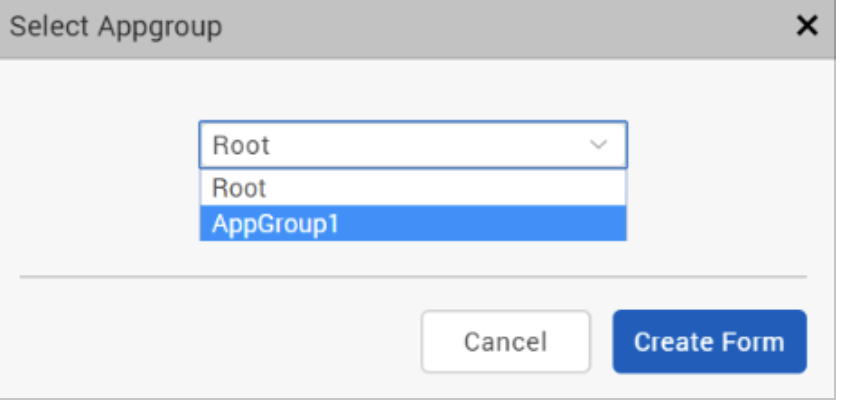 Select Appgroup
Root
Root
AppGroup1
Cancel
Create Form